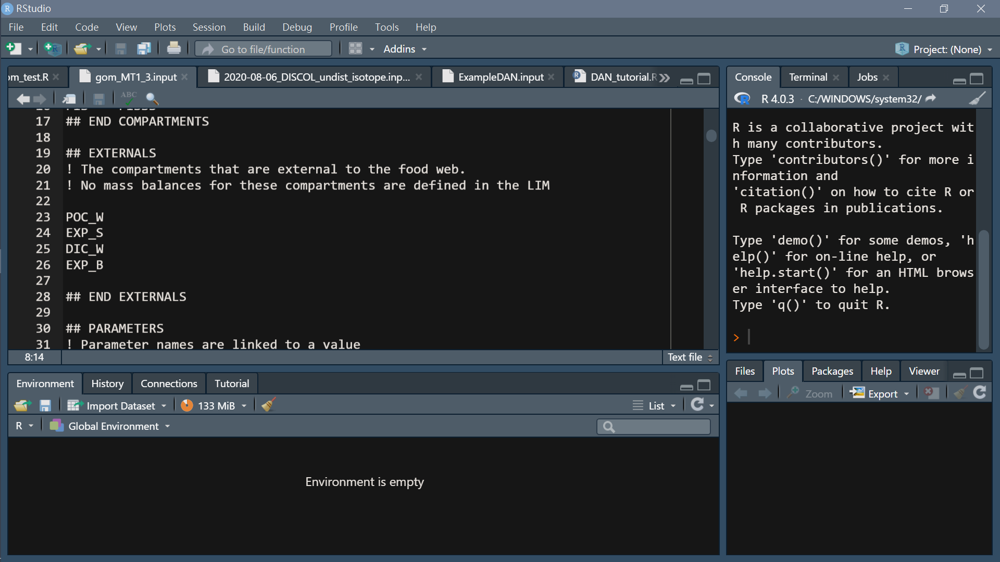 RStudio
File Edit Code View Plots Session Build Debug Profile Tools Help
Go to file/function Addins Project: (None)
om_test.R gom_MT1_3.input 2020-08-06_DISCOL_undist_isotope.inp... ExampleDAN.input DAN_tutorial.R
ABC
17 ## END COMPARTMENTS
18
19 ## EXTERNALS
20 ! The compartments that are external to the food web.
21 ! No mass balances for these compartments are defined in the LIM
22
23 POC_W
24 EXP_S
25 DIC_W
26 EXP_B
27
28 ## END EXTERNALS
29
30 ## PARAMETERS
31 ! Parameter names are linked to a value
8:14 Text file
Console Terminal Jobs
R 4.0.3 · C:/WINDOWS/system32/
R is a collaborative project wit
h many contributors.
Type 'contributors()' for more i
nformation and
'citation()' on how to cite R or
R packages in publications.
Type 'demo()' for some demos, 'h
elp()' for on-line help, or
'help.start()' for an HTML brows
er interface to help.
Type 'q()' to quit R.
>
Environment History Connections Tutorial
Import Dataset 133 MiB List
R Global Environment
Environment is empty
Files Plots Packages Help Viewer
Zoom Export